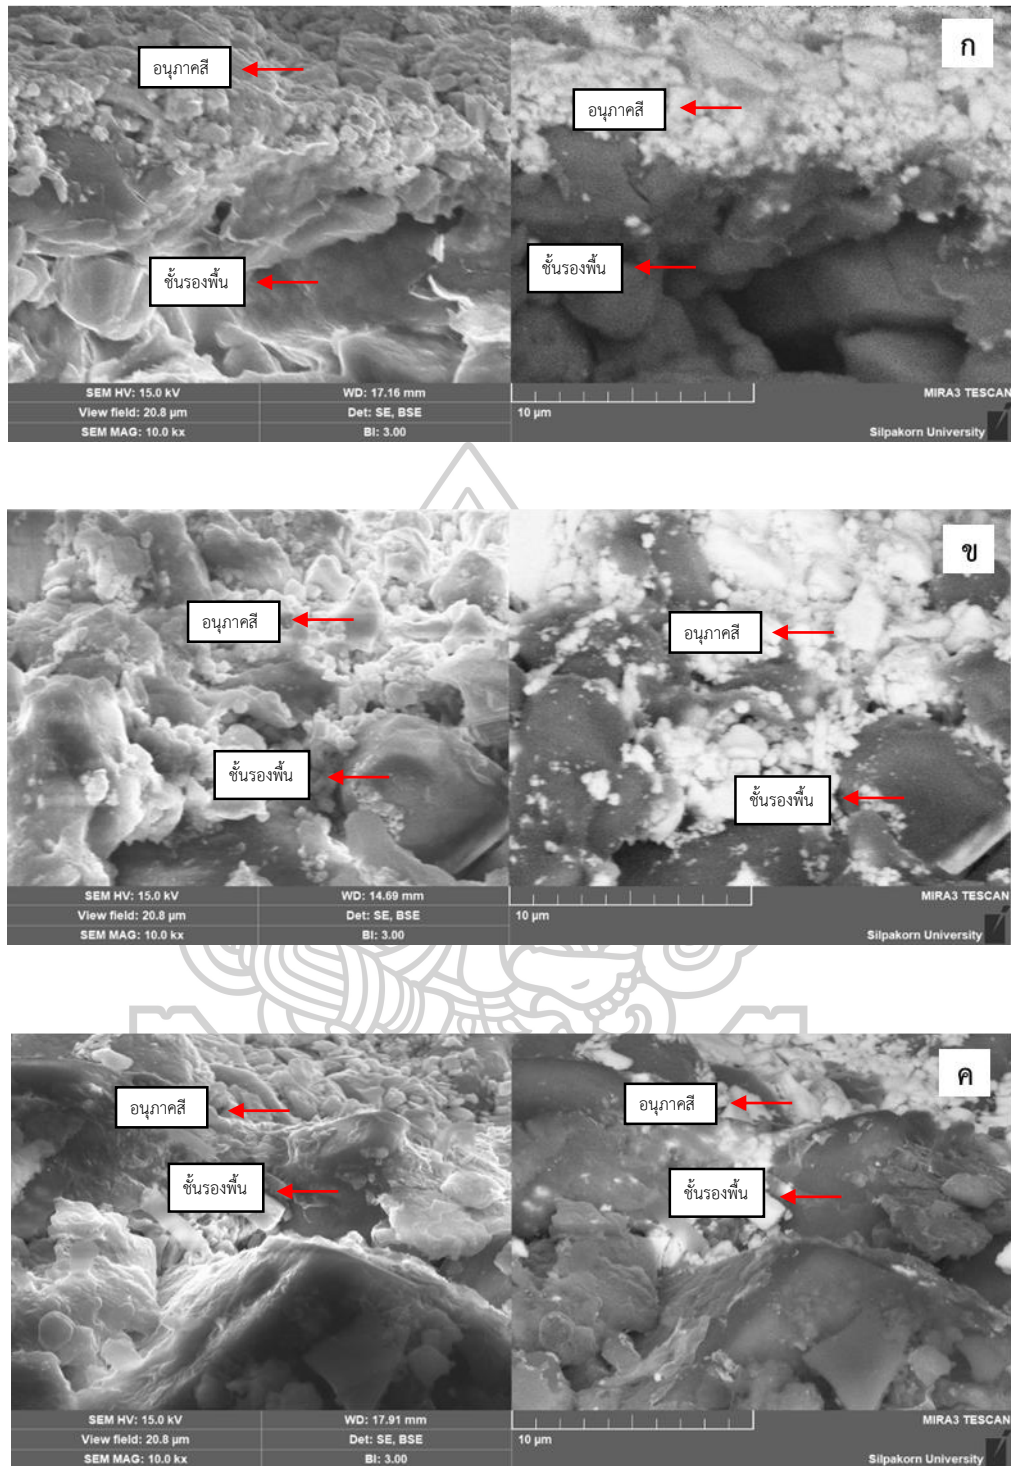 ก
อนุภาคสี
อนุภาคสี
ชั้นรองพื้น
ชั้นรองพื้น
SEM HV: 15.0 kV
WD: 17.16 mm
MIRA3 TESCAN
View field: 20.8 µm
Det: SE, BSE
10 µm
SEM MAG: 10.0 kx
BI: 3.00
Silpakorn University
ข
อนุภาคสี
อนุภาคสี
ชั้นรองพื้น
ชั้นรองพื้น
SEM HV: 15.0 kV
WD: 14.69 mm
MIRA3 TESCAN
View field: 20.8 µm
Det: SE, BSE
10 µm
SEM MAG: 10.0 kx
BI: 3.00
Silpakorn University
ค
อนุภาคสี
อนุภาคสี
ชั้นรองพื้น
ชั้นรองพื้น
SEM HV: 15.0 kV
WD: 17.91 mm
MIRA3 TESCAN
View field: 20.8 µm
Det: SE, BSE
10 µm
SEM MAG: 10.0 kx
BI: 3.00
Silpakorn University